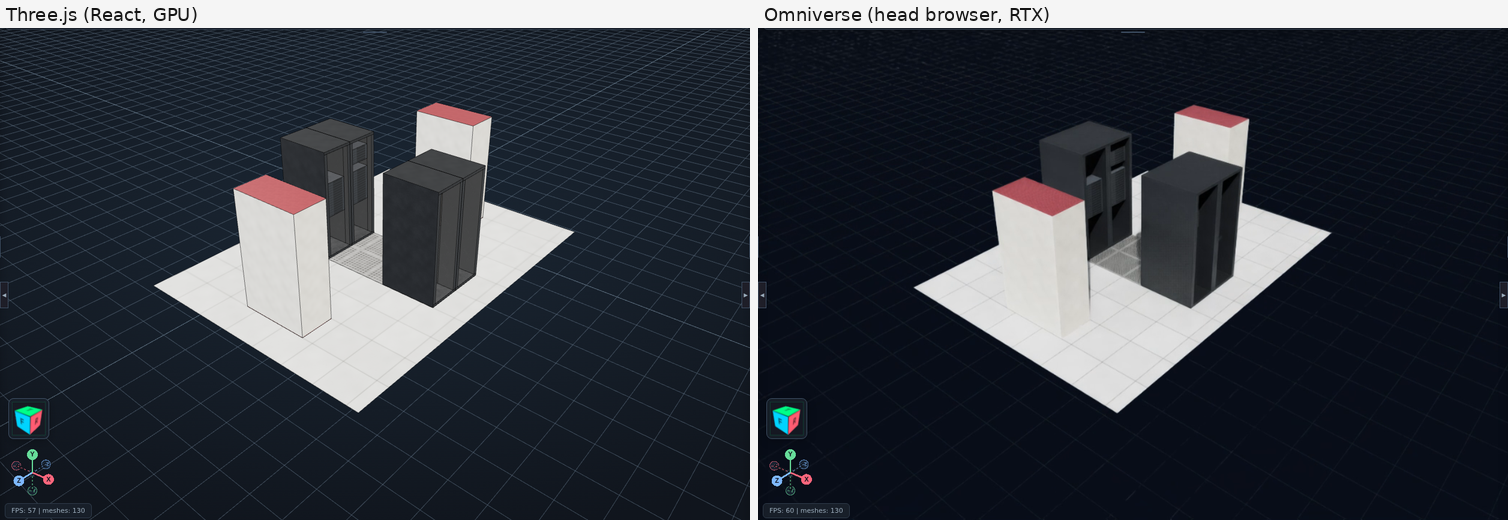 Three.js (React, GPU)
Omniverse (head browser, RTX)
Y
X
Z
FPS: 57 | meshes: 130
Y
X
Z
FPS: 60 | meshes: 130